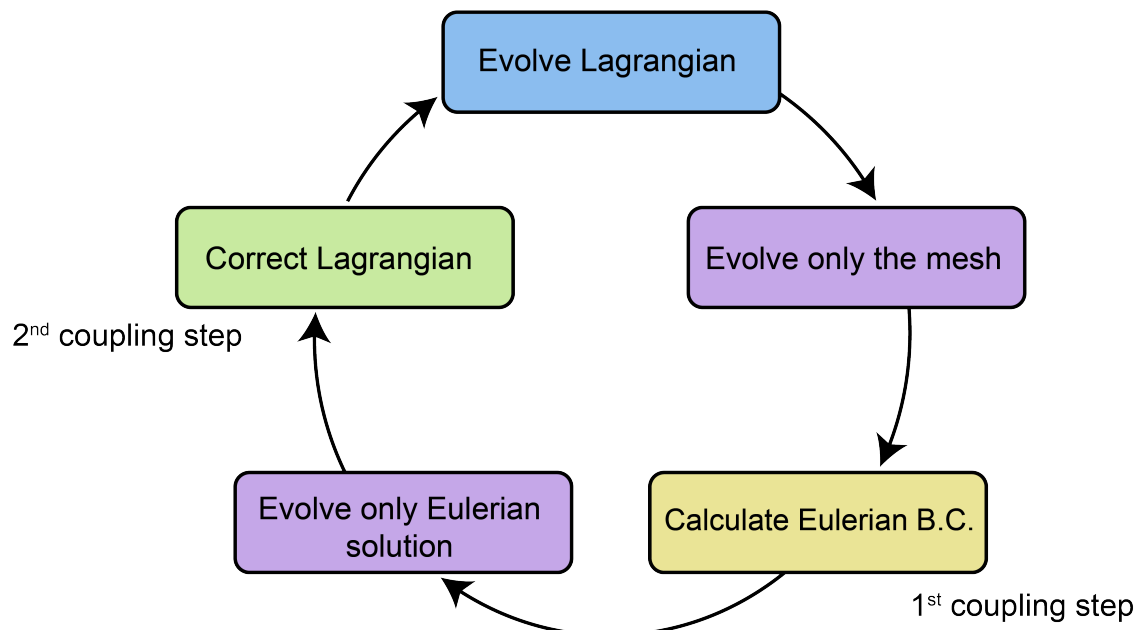 Evolve Lagrangian
Correct Lagrangian
Evolve only the mesh
2nd coupling step
Evolve only Eulerian
solution
Calculate Eulerian B.C.
1st coupling step